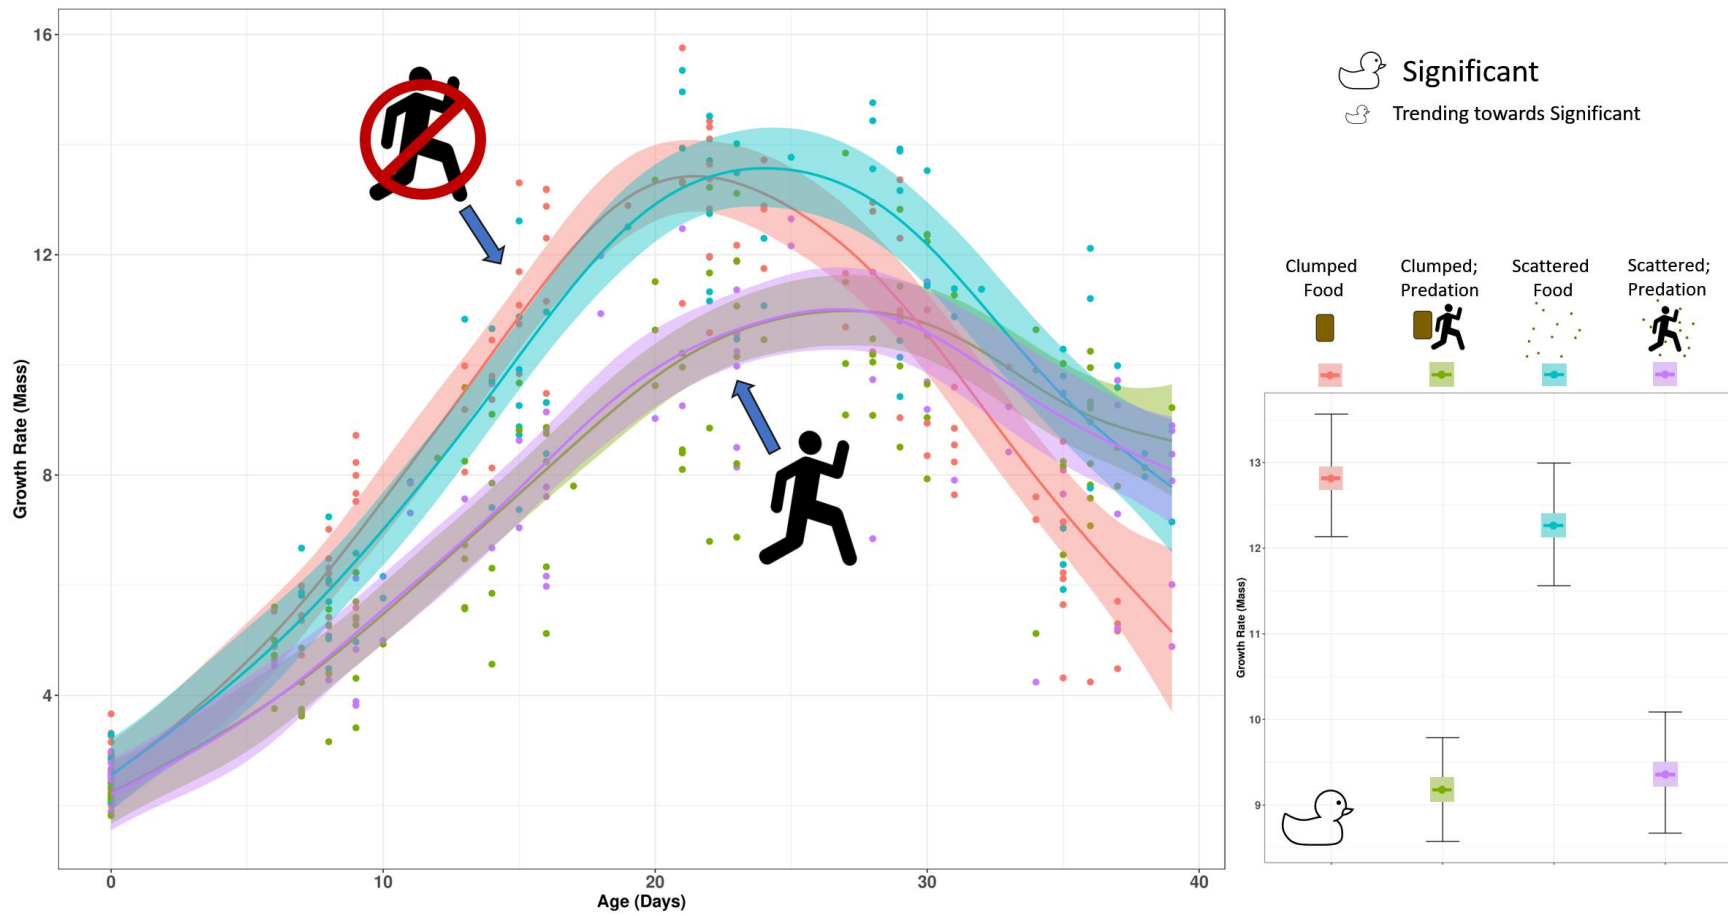 16
12
8
4
Growth Rate (Mass)
0
10
20
30
40
Age (Days)
Significant
Trending towards Significant
Clumped
Food
Clumped;
Predation
Scattered
Food
Scattered;
Predation
13
12
11
10
9
Growth Rate (Mass)